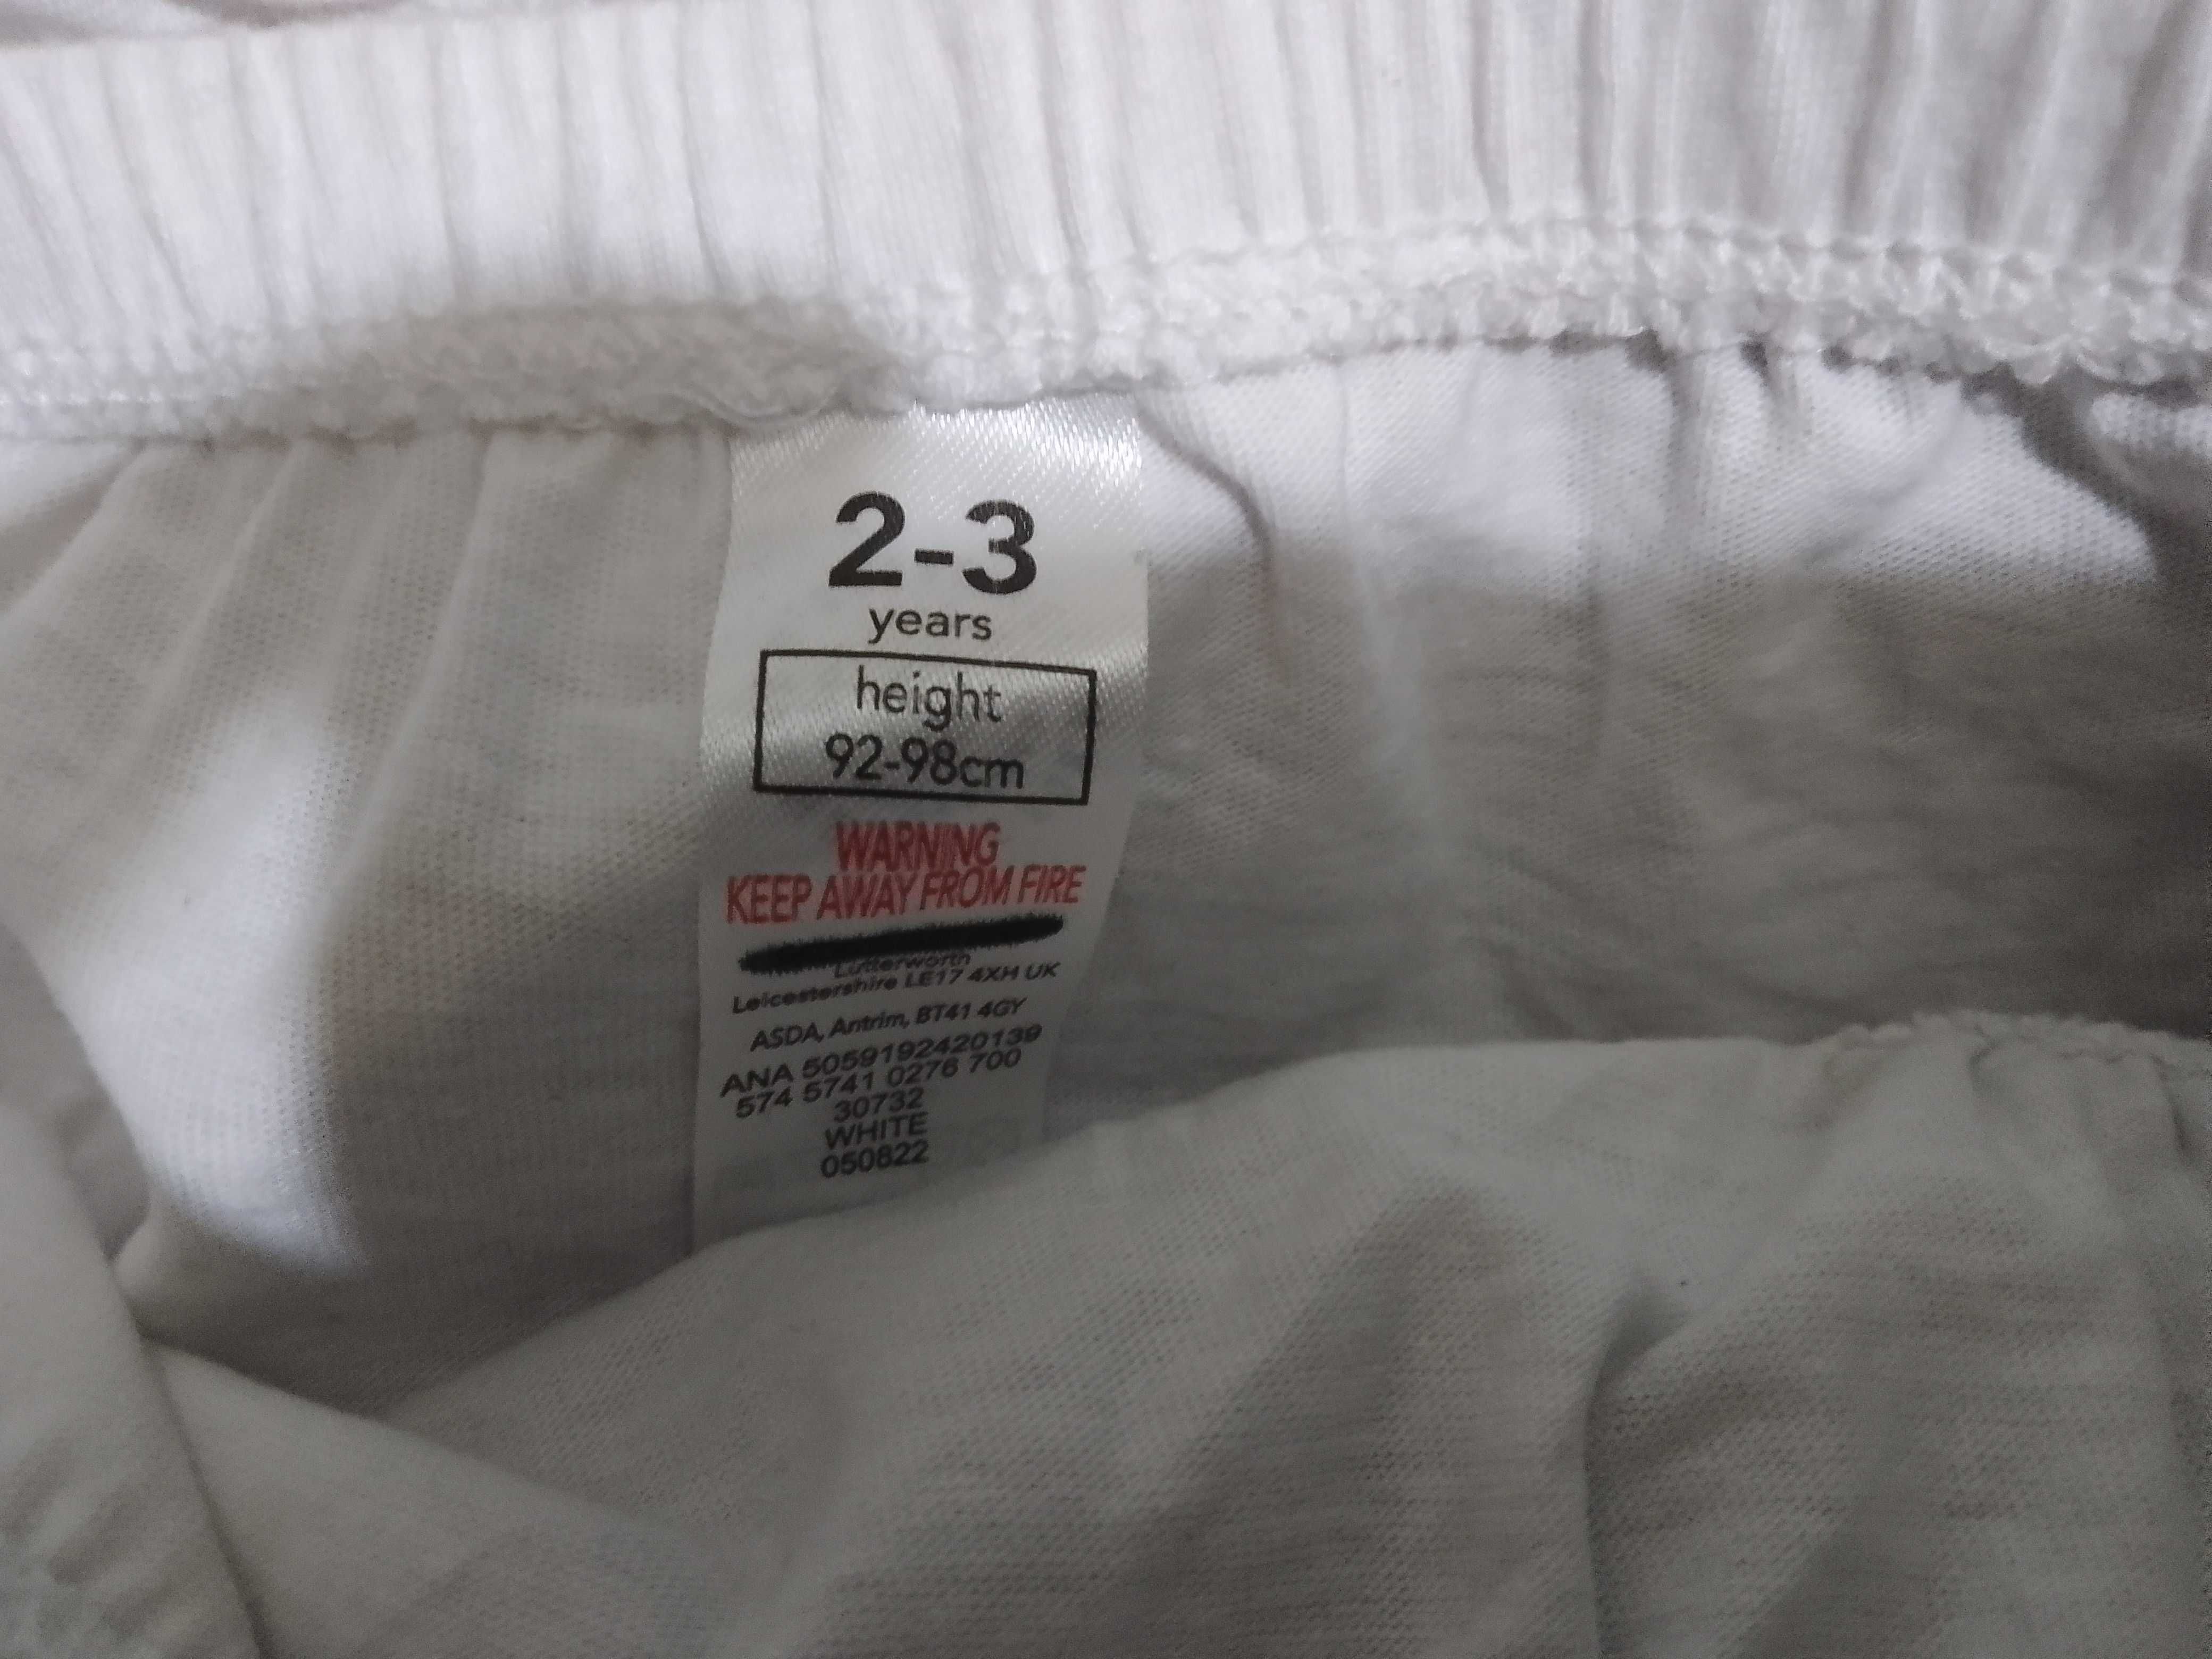 2-3
years
height
92-98cm
WARNING
KEEP AWAY FROM FIRE
Lutterworth
Leicestershire LE17 4XH UK
ASDA, Antrim, BT41 4GY
ANA 5059192420139
574 5741 0276 700
30732
WHITE
050822